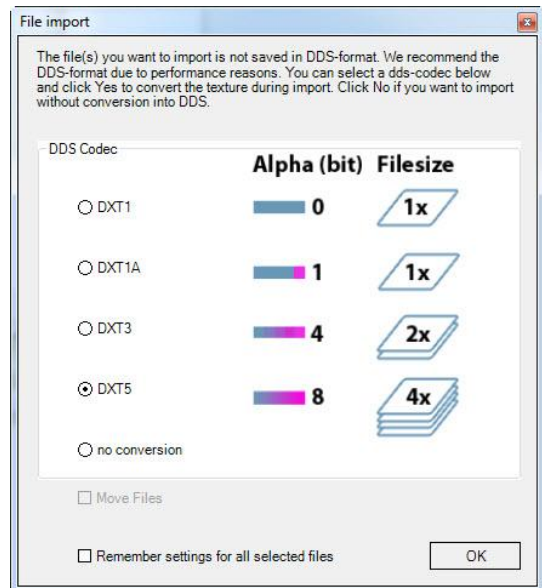 File import
The file(s) you want to import is not saved in DDS-format. We recommend the
DDS-format due to performance reasons. You can select a dds-codec below
and click Yes to convert the texture during import. Click No if you want to import
without conversion into DDS.
DDS Codec
Alpha (bit) Filesize
DXT1 0 1x
DXT1A 1 1x
DXT3 4 2x
DXT5 8 4x
no conversion
Move Files
Remember settings for all selected files OK